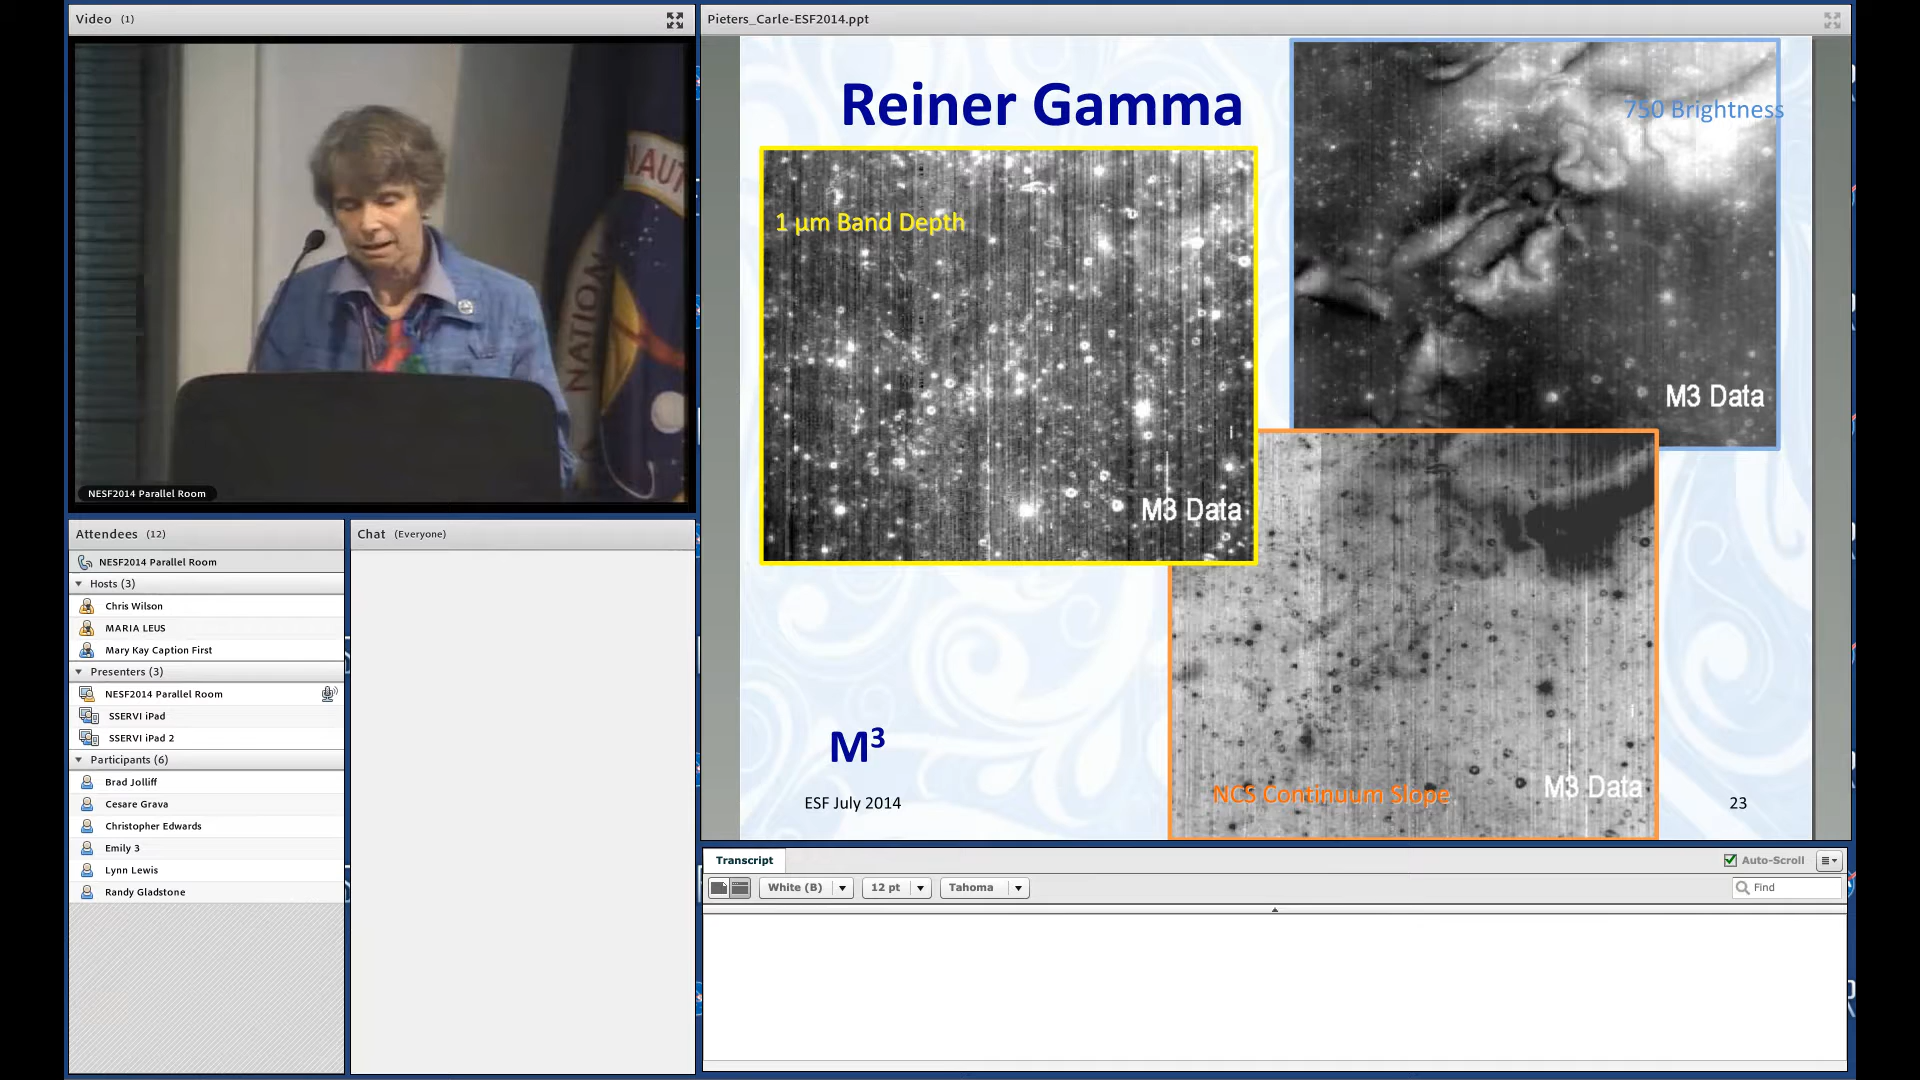 Video (1)
NAUT
NATION
NESF2014 Parallel Room
Attendees (12)
NESF2014 Parallel Room
Hosts (3)
Chris Wilson
MARIA LEUS
Mary Kay Caption First
Presenters (3)
NESF2014 Parallel Room
SSERVI iPad
SSERVI iPad 2
Participants (6)
Brad Jolliff
Cesare Grava
Christopher Edwards
Emily 3
Lynn Lewis
Randy Gladstone
Chat (Everyone)
Pieters_Carle-ESF2014.ppt
Reiner Gamma
750 Brightness
1 µm Band Depth
M3 Data
M3 Data
M³
NCS Continuum Slope
M3 Data
ESF July 2014
23
Transcript
Auto-Scroll
White (B)
12 pt
Tahoma
Find